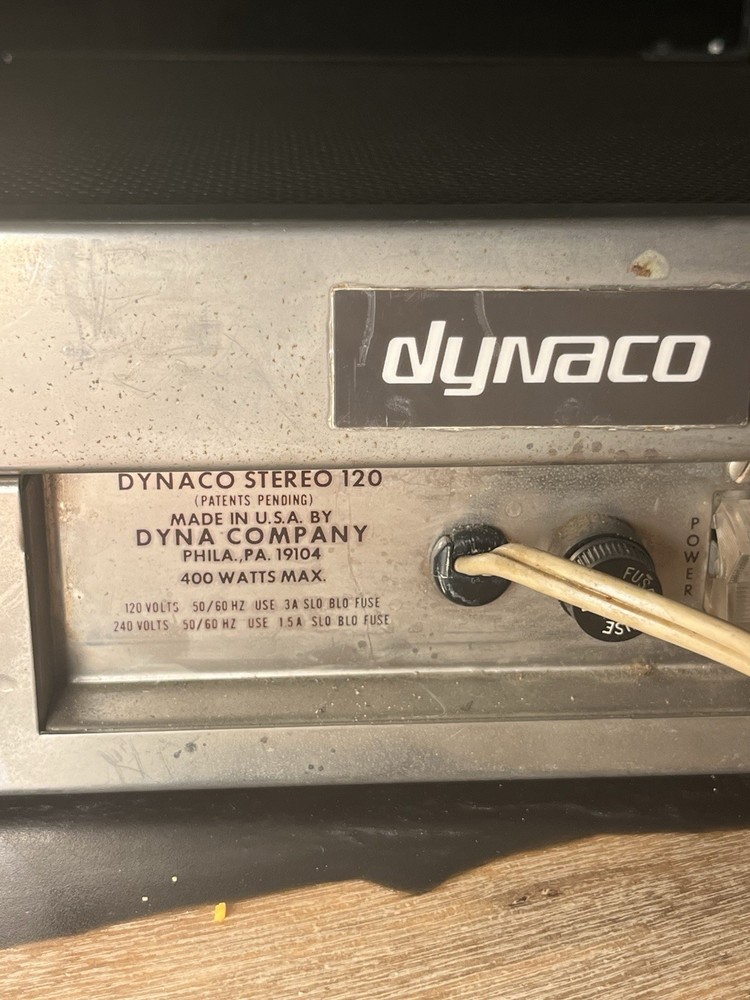 dynaco
DYNACO STEREO 120
(PATENTS PENDING)
MADE IN U.S.A. BY
DYNA COMPANY
PHILA., PA. 19104
400 WATTS MAX.
120 VOLTS 50/60 HZ USE 3A SLO BLO FUSE
240 VOLTS 50/60 HZ USE 1.5A SLO BLO FUSE
POWER